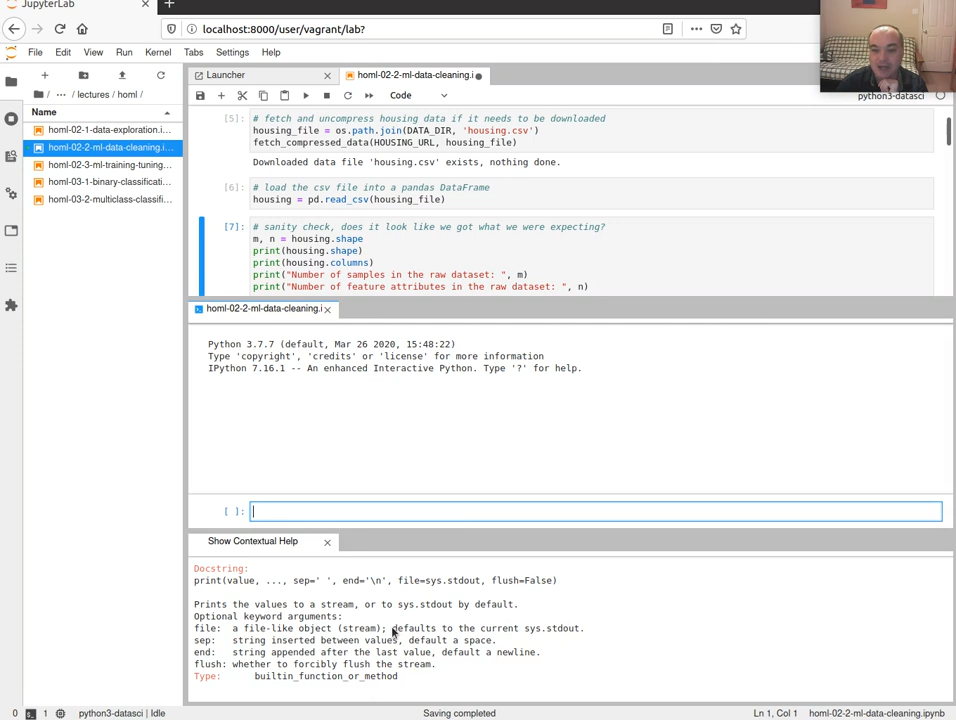 JupyterLab
localhost:8000/user/vagrant/lab?
File Edit View Run Kernel Tabs Settings Help
Launcher
homl-02-2-ml-data-cleaning.i
/ ··· / lectures / homl /
Code
python3-datasci
Name
homl-02-1-data-exploration.i...
homl-02-2-ml-data-cleaning.i...
homl-02-3-ml-training-tuning...
homl-03-1-binary-classificati...
homl-03-2-multiclass-classifi...
[5]: # fetch and uncompress housing data if it needs to be downloaded
housing_file = os.path.join(DATA_DIR, 'housing.csv')
fetch_compressed_data(HOUSING_URL, housing_file)
Downloaded data file 'housing.csv' exists, nothing done.
[6]: # load the csv file into a pandas DataFrame
housing = pd.read_csv(housing_file)
[7]: # sanity check, does it look like we got what we were expecting?
m, n = housing.shape
print(housing.shape)
print(housing.columns)
print("Number of samples in the raw dataset: ", m)
print("Number of feature attributes in the raw dataset: ", n)
homl-02-2-ml-data-cleaning.i
Python 3.7.7 (default, Mar 26 2020, 15:48:22)
Type 'copyright', 'credits' or 'license' for more information
IPython 7.16.1 -- An enhanced Interactive Python. Type '?' for help.
[ ]:
Show Contextual Help
Docstring:
print(value, ..., sep=' ', end='\n', file=sys.stdout, flush=False)
Prints the values to a stream, or to sys.stdout by default.
Optional keyword arguments:
file:  a file-like object (stream); defaults to the current sys.stdout.
sep:   string inserted between values, default a space.
end:   string appended after the last value, default a newline.
flush: whether to forcibly flush the stream.
Type:      builtin_function_or_method
0 1 python3-datasci | Idle Saving completed Ln 1, Col 1 homl-02-2-ml-data-cleaning.ipynb